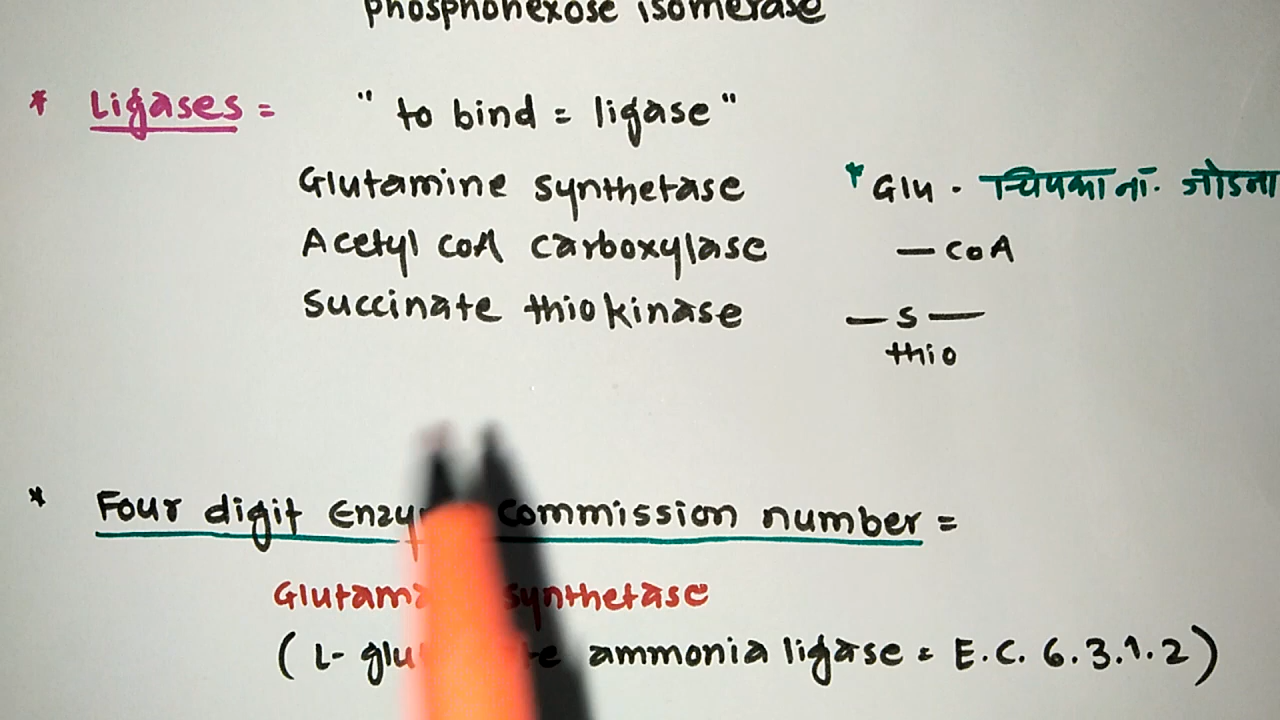 phosphohexose isomerase
* Ligases = " to bind = ligase "
Glutamine synthetase * Glu - चिपकाना. जोडना
Acetyl coA carboxylase — coA
Succinate thiokinase — s —
thio
* Four digit commission number =
synthetase
( L- ammonia ligase = E.C. 6.3.1.2 )